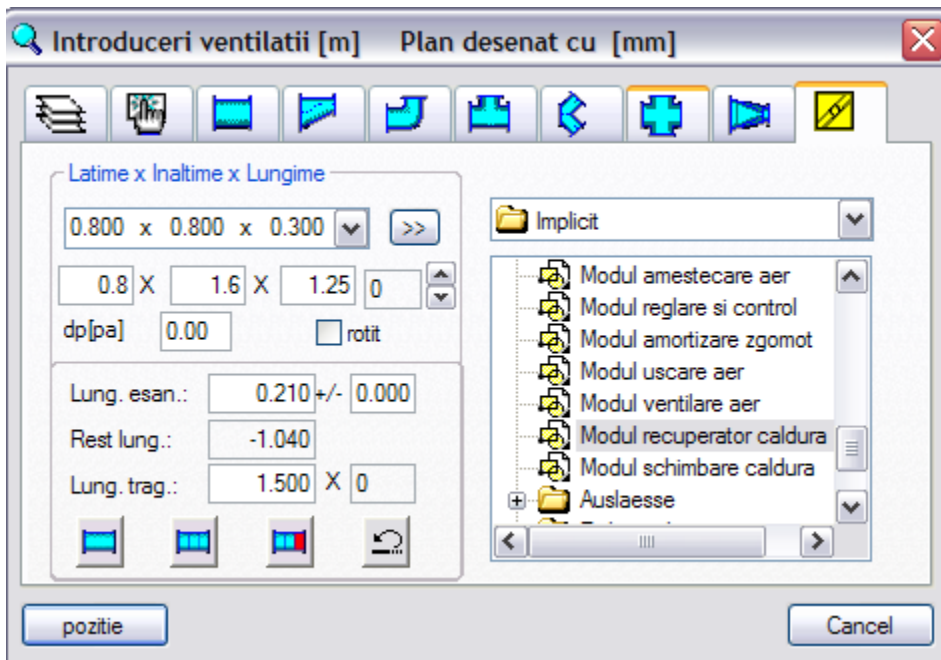 Introduceri ventilatii [m] Plan desenat cu [mm]
Latime x Inaltime x Lungime
0.800 x 0.800 x 0.300
>>
0.8 X 1.6 X 1.25 0
dp[pa] 0.00 rotit
Lung. esan.: 0.210 +/- 0.000
Rest lung.: -1.040
Lung. trag.: 1.500 X 0
Implicit
Modul amestecare aer
Modul reglare si control
Modul amortizare zgomot
Modul uscare aer
Modul ventilare aer
Modul recuperator caldura
Modul schimbare caldura
Auslaesse
pozitie
Cancel